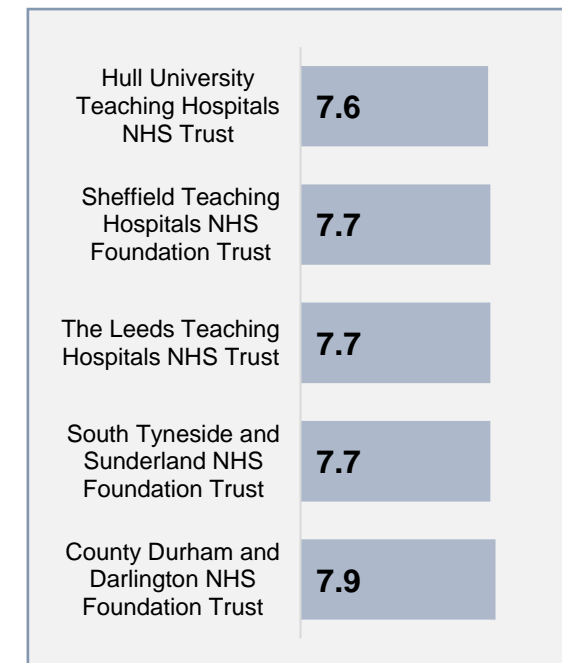 Hull University
Teaching Hospitals
NHS Trust
7.6
Sheffield Teaching
Hospitals NHS
Foundation Trust
7.7
The Leeds Teaching
Hospitals NHS Trust
7.7
South Tyneside and
Sunderland NHS
Foundation Trust
7.7
County Durham and
Darlington NHS
Foundation Trust
7.9